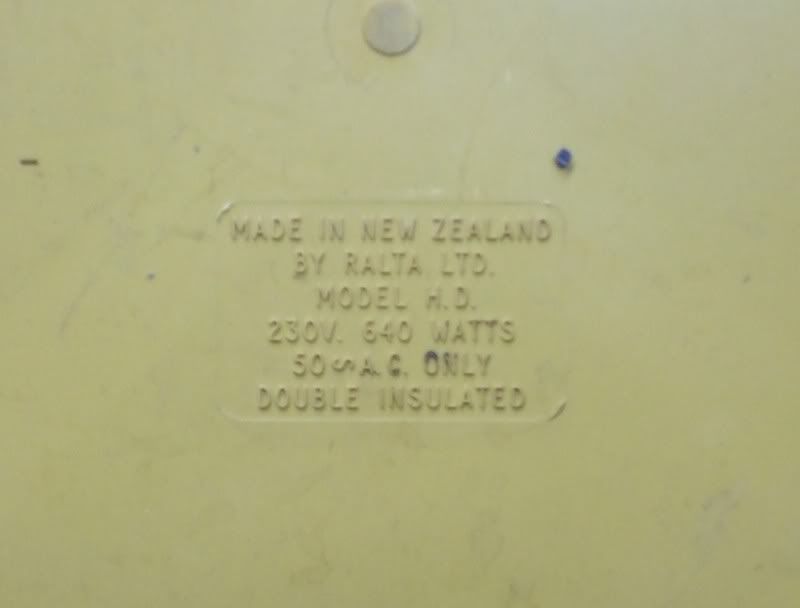 MADE IN NEW ZEALAND
BY RALTA LTD.
MODEL H.D.
230V. 640 WATTS
50 ∿ A.C. ONLY
DOUBLE INSULATED